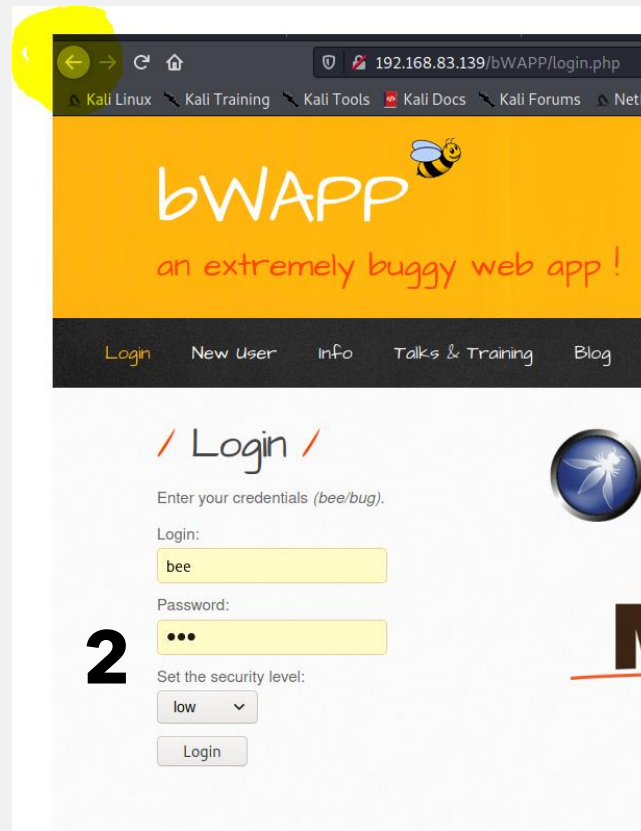 192.168.83.139/bWAPP/login.php
Kali Linux Kali Training Kali Tools Kali Docs Kali Forums Net
bWAPP
an extremely buggy web app !
Login New User Info Talks & Training Blog
/ Login /
Enter your credentials (bee/bug).
Login:
bee
Password:
2
Set the security level:
low
Login
M